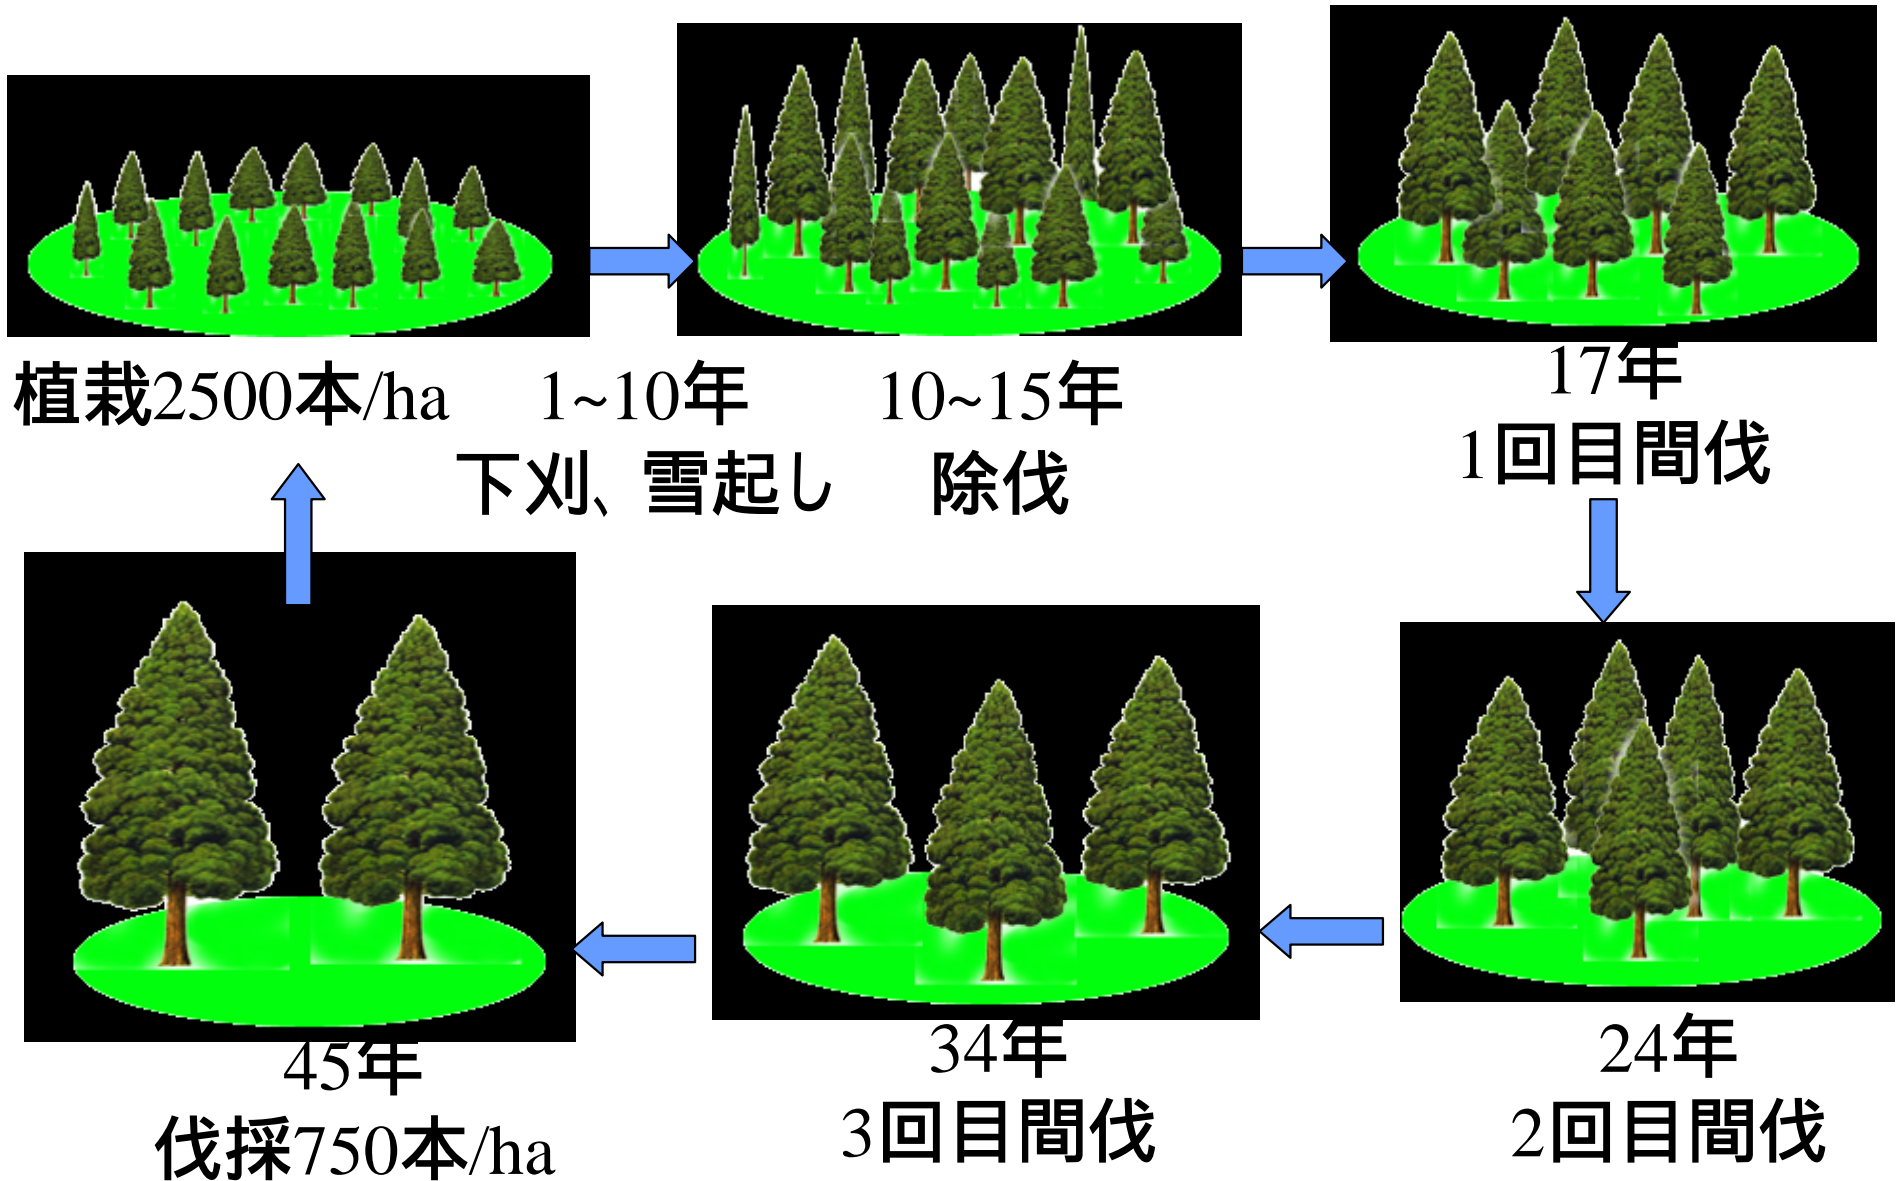 植栽2500本/ha
1~10年
下刈、雪起し
10~15年
除伐
17年
1回目間伐
24年
2回目間伐
34年
3回目間伐
45年
伐採750本/ha